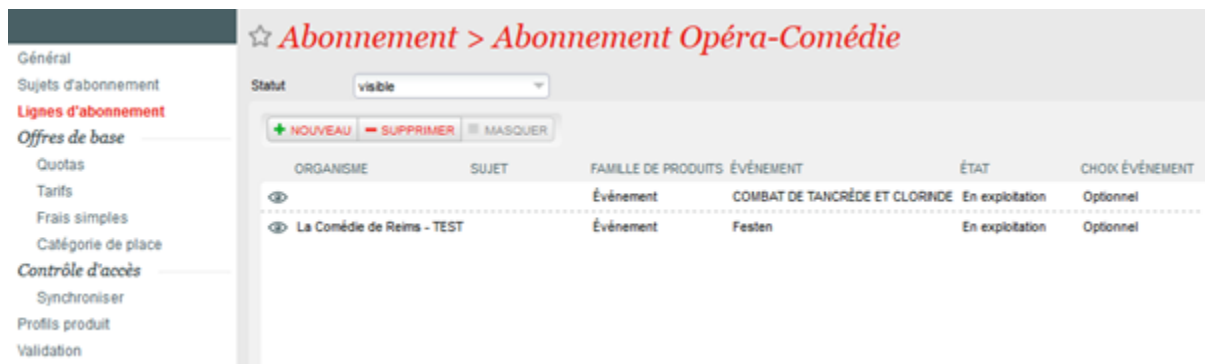 Abonnement > Abonnement Opéra-Comédie
Général
Sujets d'abonnement
Lignes d'abonnement
Offres de base
Quotas
Tarifs
Frais simples
Catégorie de place
Contrôle d'accès
Synchroniser
Profils produit
Validation
Statut visible
NOUVEAU SUPPRIMER MASQUER
ORGANISME SUJET FAMILLE DE PRODUITS ÉVÉNEMENT ÉTAT CHOIX ÉVÉNEMENT
Évènement COMBAT DE TANCRÈDE ET CLORINDE En exploitation Optionnel
La Comédie de Reims - TEST Évènement Festen En exploitation Optionnel